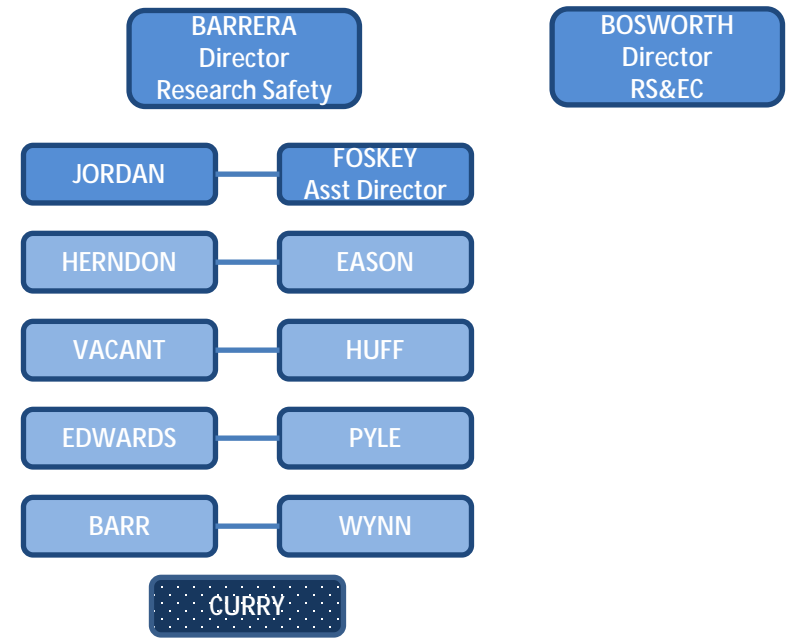 BARRERA
Director
Research Safety
BOSWORTH
Director
RS&EC
JORDAN
FOSKEY
Asst Director
HERNDON
EASON
VACANT
HUFF
EDWARDS
PYLE
BARR
WYNN
CURRY